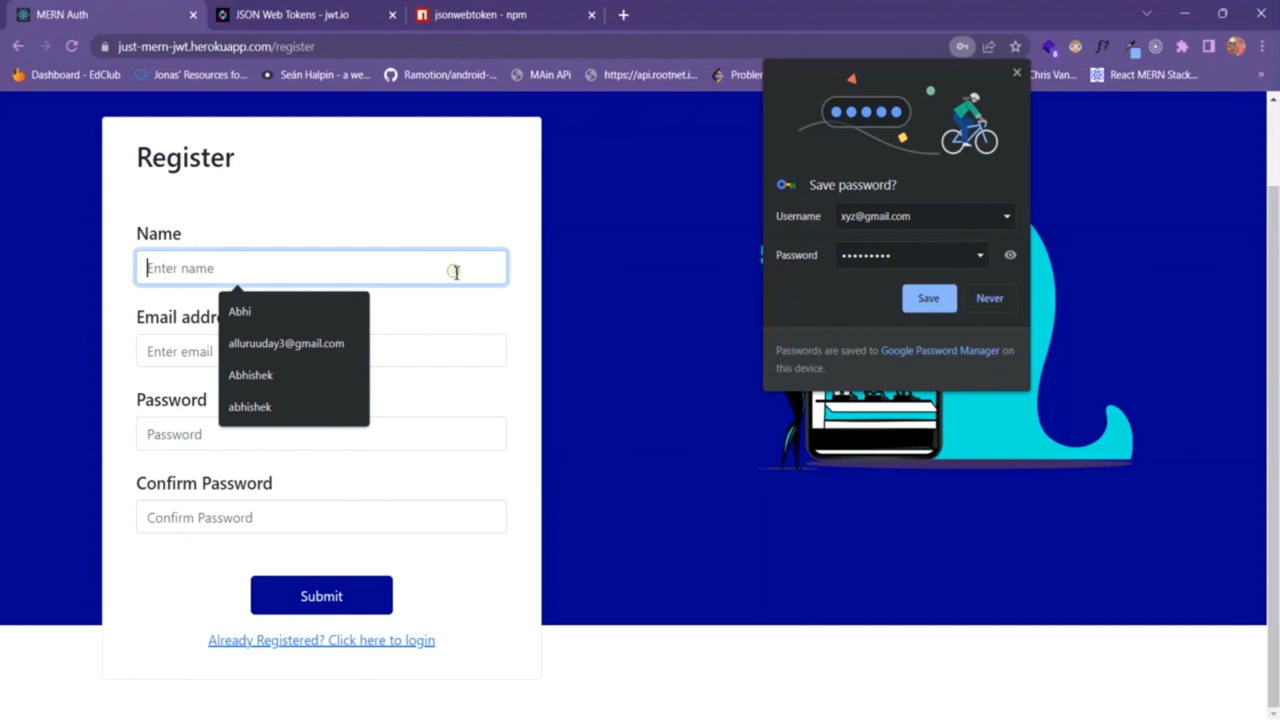 MERN Auth
JSON Web Tokens - jwt.io
jsonwebtoken - npm
just-mern-jwt.herokuapp.com/register
Dashboard - EdClub
Jonas' Resources fo...
Seán Halpin - a we...
Ramotion/android-...
MAin APi
https://api.rootnet.i...
Probler
Chris Van...
React MERN Stack...
Register
Name
Enter name
Abhi
alluruuday3@gmail.com
Abhishek
abhishek
Email addre
Enter email
Password
Password
Confirm Password
Confirm Password
Submit
Already Registered? Click here to login
Save password?
Username
xyz@gmail.com
Password
•••••••••
Save
Never
Passwords are saved to Google Password Manager on
this device.